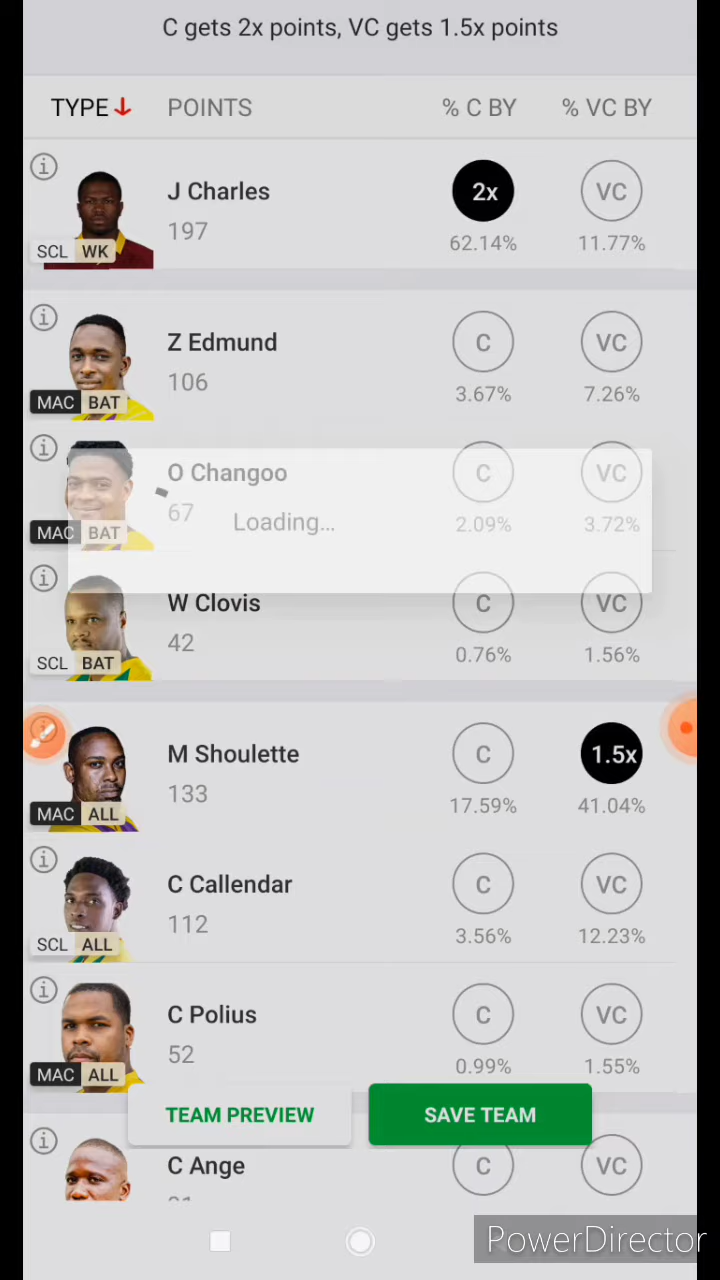 C gets 2x points, VC gets 1.5x points
TYPE POINTS % C BY % VC BY
J Charles 2x VC
197 62.14% 11.77%
SCL WK
Z Edmund C VC
106 3.67% 7.26%
MAC BAT
O Changoo C VC
67 Loading... 2.09% 3.72%
MAC BAT
W Clovis C VC
42 0.76% 1.56%
SCL BAT
M Shoulette C 1.5x
133 17.59% 41.04%
MAC ALL
C Callendar C VC
112 3.56% 12.23%
SCL ALL
C Polius C VC
52 0.99% 1.55%
MAC ALL
TEAM PREVIEW SAVE TEAM
C Ange C VC
PowerDirector